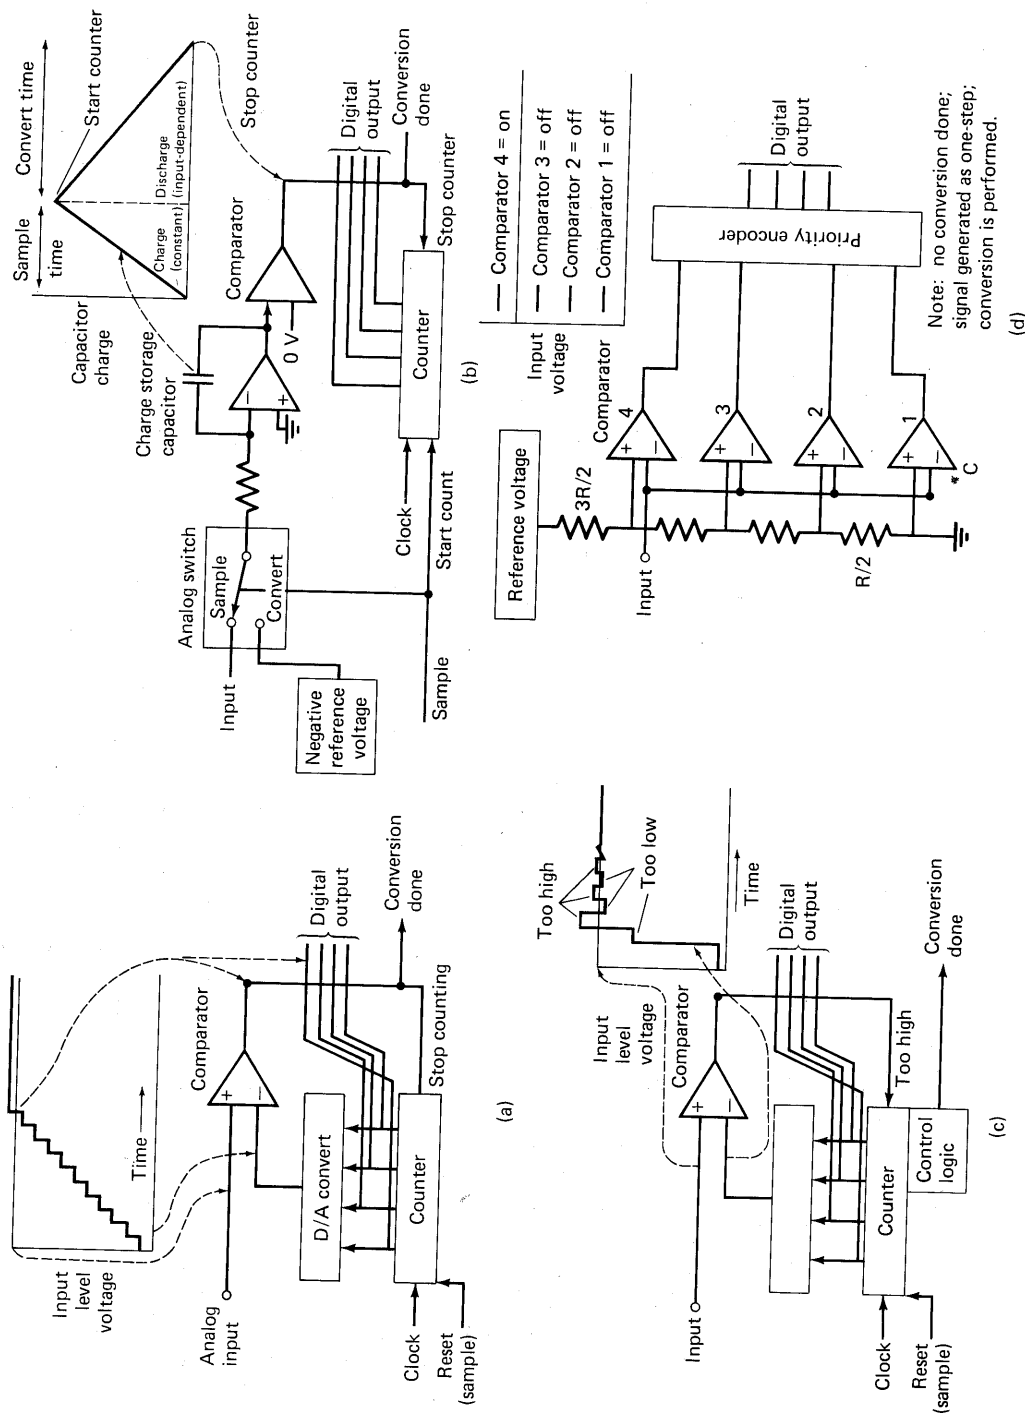 Input
level
voltage
Time
Analog
input
Comparator
+
−
D/A convert
Digital
output
Conversion
done
Clock
Counter
Stop counting
Reset
(sample)
(a)
Sample
time
Convert time
Start counter
Capacitor
charge
Charge
(constant)
Discharge
(input-dependent)
Charge storage
capacitor
Stop counter
Analog switch
Sample
Convert
Input
Negative
reference
voltage
−
+
Comparator
0 V
Digital
output
Conversion
done
Clock
Counter
Stop counter
Start count
Sample
(b)
Too high
Too low
Time
Input
level
voltage
Input
Comparator
+
−
Digital
output
Too high
Clock
Counter
Control
logic
Conversion
done
Reset
(sample)
(c)
Reference voltage
3R/2
Input
R/2
Comparator
+
−
4
+
−
3
+
−
2
+
−
1
C
Input
voltage
Comparator 4 = on
Comparator 3 = off
Comparator 2 = off
Comparator 1 = off
Priority encoder
Digital
output
Note: no conversion done;
signal generated as one-step;
conversion is performed.
(d)